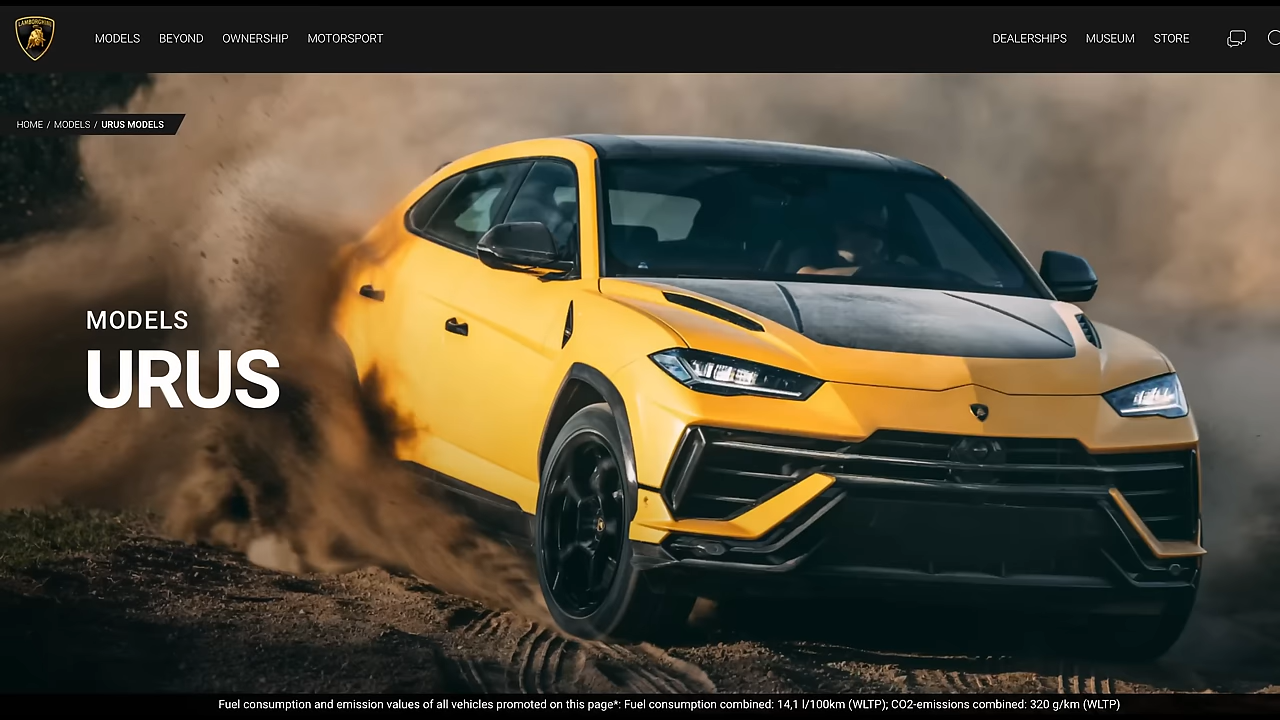 LAMBORGHINI
MODELS BEYOND OWNERSHIP MOTORSPORT DEALERSHIPS MUSEUM STORE
HOME / MODELS / URUS MODELS
MODELS
URUS
Fuel consumption and emission values of all vehicles promoted on this page*: Fuel consumption combined: 14,1 l/100km (WLTP); CO2-emissions combined: 320 g/km (WLTP)